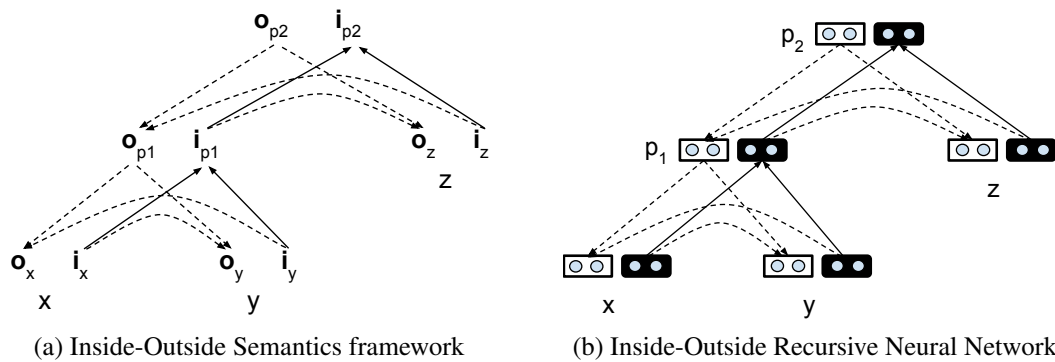 o_p2 i_p2
o_p1 i_p1 o_z i_z
z
o_x i_x o_y i_y
x y
(a) Inside-Outside Semantics framework
p_2
p_1
z
x y
(b) Inside-Outside Recursive Neural Network